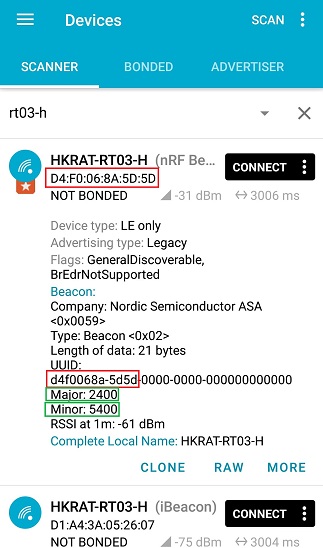 Devices
SCAN
SCANNER
BONDED
ADVERTISER
rt03-h
HKRAT-RT03-H (nRF Be…
CONNECT
D4:F0:06:8A:5D:5D
NOT BONDED
-31 dBm
3006 ms
Device type: LE only
Advertising type: Legacy
Flags: GeneralDiscoverable,
BrEdrNotSupported
Beacon:
Company: Nordic Semiconductor ASA
<0x0059>
Type: Beacon <0x02>
Length of data: 21 bytes
UUID:
d4f0068a-5d5d-0000-0000-000000000000
Major: 2400
Minor: 5400
RSSI at 1m: -61 dBm
Complete Local Name: HKRAT-RT03-H
CLONE
RAW
MORE
HKRAT-RT03-H (iBeacon)
CONNECT
D1:A4:3A:05:26:07
NOT BONDED
-75 dBm
3004 ms